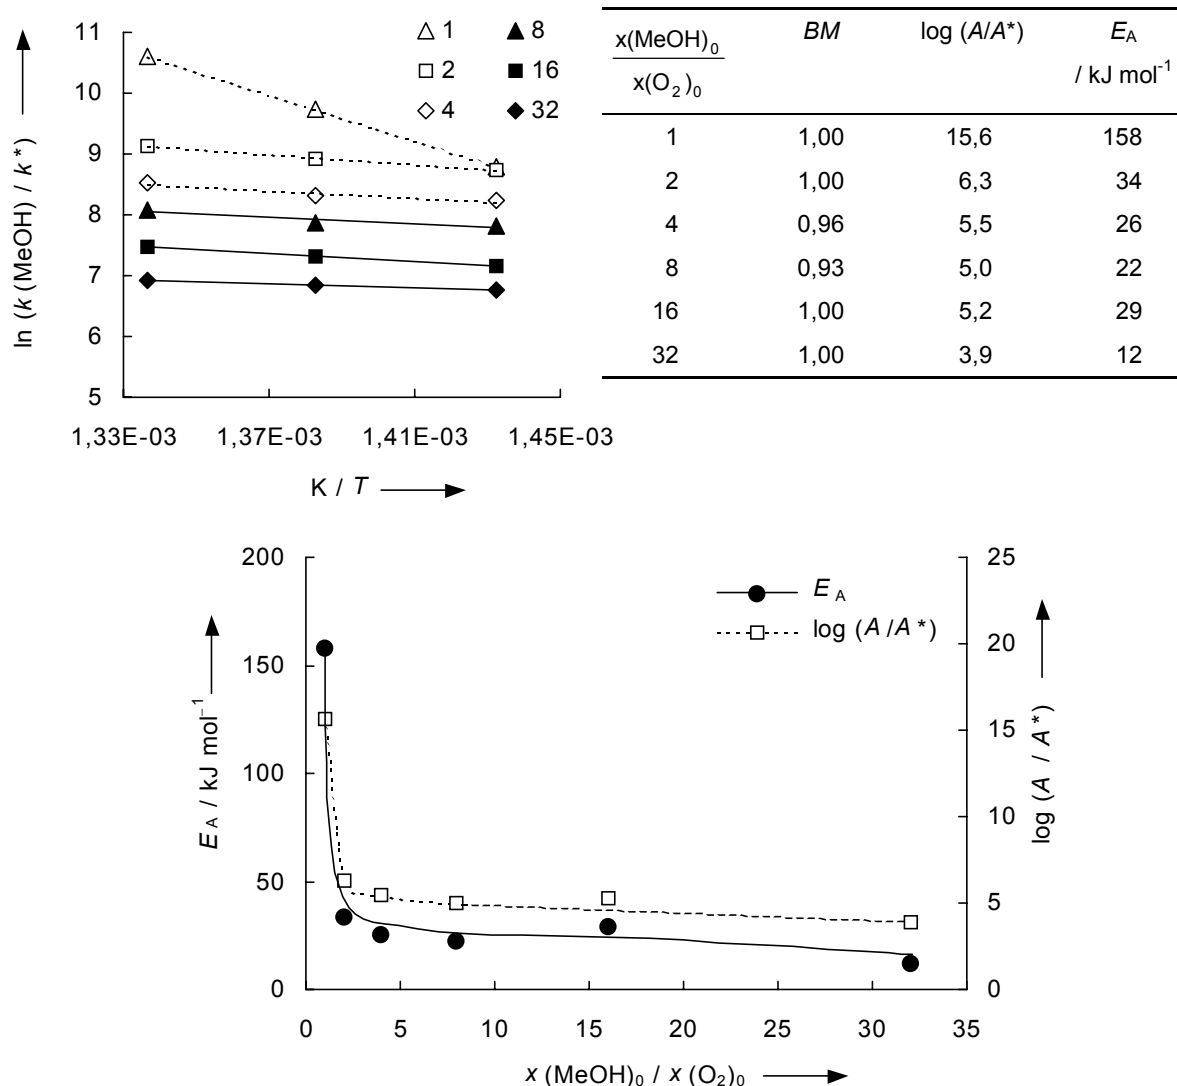 ln (k (MeOH) / k*)
11
10
9
8
7
6
5
1 8
2 16
4 32
1,33E-03 1,37E-03 1,41E-03 1,45E-03
K / T
x(MeOH)₀ / x(O₂)₀ BM log (A/A*) E_A / kJ mol⁻¹
1 1,00 15,6 158
2 1,00 6,3 34
4 0,96 5,5 26
8 0,93 5,0 22
16 1,00 5,2 29
32 1,00 3,9 12
E_A / kJ mol⁻¹
200
150
100
50
0
E_A
log (A/A*)
25
20
15
10
5
0
log (A / A*)
0 5 10 15 20 25 30 35
x (MeOH)₀ / x (O₂)₀